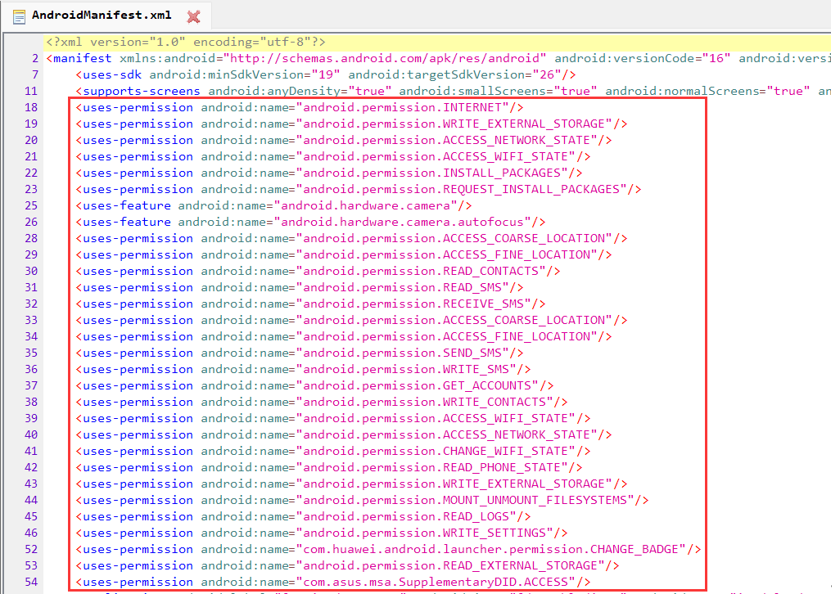 AndroidManifest.xml
<?xml version="1.0" encoding="utf-8"?>
2 <manifest xmlns:android="http://schemas.android.com/apk/res/android" android:versionCode="16" android:versi
7 <uses-sdk android:minSdkVersion="19" android:targetSdkVersion="26"/>
11 <supports-screens android:anyDensity="true" android:smallScreens="true" android:normalScreens="true" an
18 <uses-permission android:name="android.permission.INTERNET"/>
19 <uses-permission android:name="android.permission.WRITE_EXTERNAL_STORAGE"/>
20 <uses-permission android:name="android.permission.ACCESS_NETWORK_STATE"/>
21 <uses-permission android:name="android.permission.ACCESS_WIFI_STATE"/>
22 <uses-permission android:name="android.permission.INSTALL_PACKAGES"/>
23 <uses-permission android:name="android.permission.REQUEST_INSTALL_PACKAGES"/>
25 <uses-feature android:name="android.hardware.camera"/>
26 <uses-feature android:name="android.hardware.camera.autofocus"/>
28 <uses-permission android:name="android.permission.ACCESS_COARSE_LOCATION"/>
29 <uses-permission android:name="android.permission.ACCESS_FINE_LOCATION"/>
30 <uses-permission android:name="android.permission.READ_CONTACTS"/>
31 <uses-permission android:name="android.permission.READ_SMS"/>
32 <uses-permission android:name="android.permission.RECEIVE_SMS"/>
33 <uses-permission android:name="android.permission.ACCESS_COARSE_LOCATION"/>
34 <uses-permission android:name="android.permission.ACCESS_FINE_LOCATION"/>
35 <uses-permission android:name="android.permission.SEND_SMS"/>
36 <uses-permission android:name="android.permission.WRITE_SMS"/>
37 <uses-permission android:name="android.permission.GET_ACCOUNTS"/>
38 <uses-permission android:name="android.permission.WRITE_CONTACTS"/>
39 <uses-permission android:name="android.permission.ACCESS_WIFI_STATE"/>
40 <uses-permission android:name="android.permission.ACCESS_NETWORK_STATE"/>
41 <uses-permission android:name="android.permission.CHANGE_WIFI_STATE"/>
42 <uses-permission android:name="android.permission.READ_PHONE_STATE"/>
43 <uses-permission android:name="android.permission.WRITE_EXTERNAL_STORAGE"/>
44 <uses-permission android:name="android.permission.MOUNT_UNMOUNT_FILESYSTEMS"/>
45 <uses-permission android:name="android.permission.READ_LOGS"/>
46 <uses-permission android:name="android.permission.WRITE_SETTINGS"/>
52 <uses-permission android:name="com.huawei.android.launcher.permission.CHANGE_BADGE"/>
53 <uses-permission android:name="android.permission.READ_EXTERNAL_STORAGE"/>
54 <uses-permission android:name="com.asus.msa.SupplementaryDID.ACCESS"/>